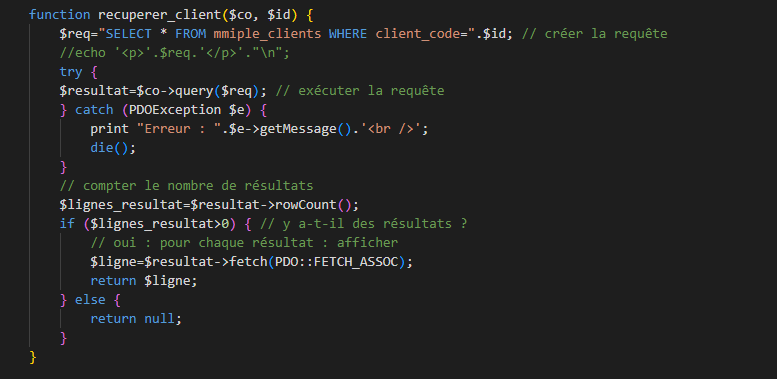 function recuperer_client($co, $id) {
$req="SELECT * FROM mmiple_clients WHERE client_code=".$id; // créer la requête
//echo '<p>'.$req.'</p>'."\n";
try {
$resultat=$co->query($req); // exécuter la requête
} catch (PDOException $e) {
print "Erreur : ".$e->getMessage().'<br />';
die();
}
// compter le nombre de résultats
$lignes_resultat=$resultat->rowCount();
if ($lignes_resultat>0) { // y a-t-il des résultats ?
// oui : pour chaque résultat : afficher
$ligne=$resultat->fetch(PDO::FETCH_ASSOC);
return $ligne;
} else {
return null;
}
}